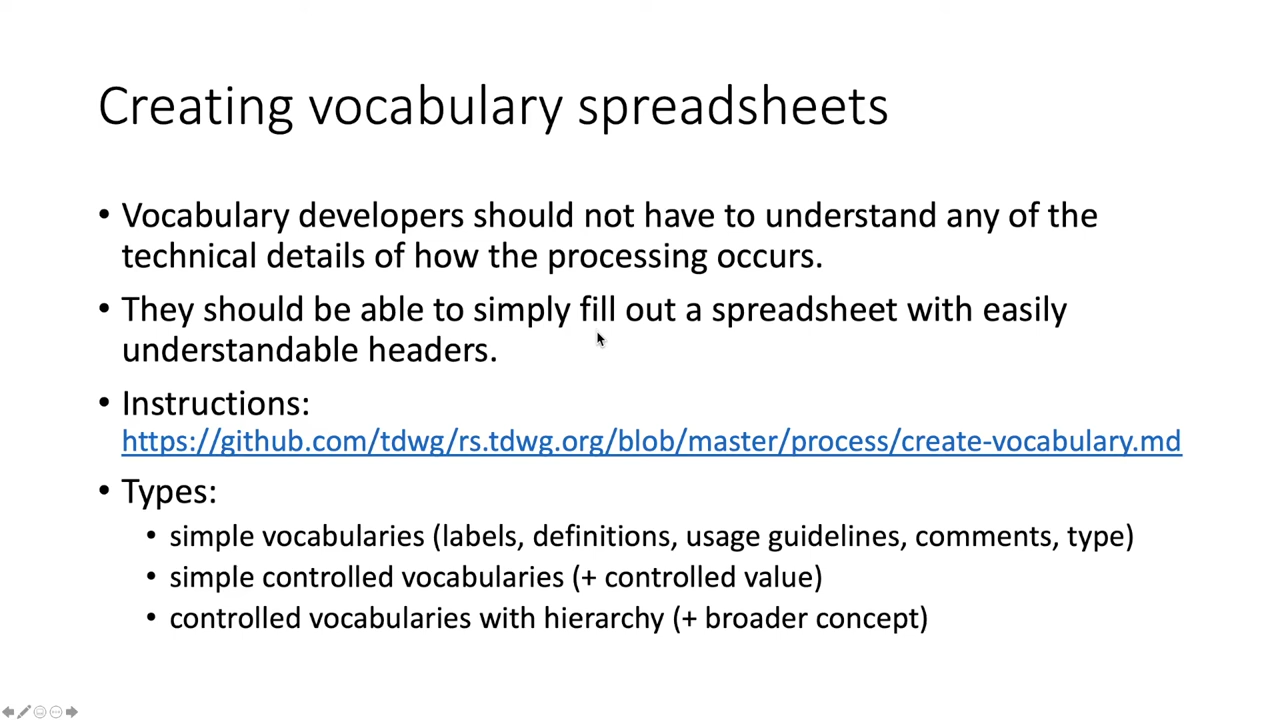 Creating vocabulary spreadsheets
• Vocabulary developers should not have to understand any of the
technical details of how the processing occurs.
• They should be able to simply fill out a spreadsheet with easily
understandable headers.
• Instructions:
https://github.com/tdwg/rs.tdwg.org/blob/master/process/create-vocabulary.md
• Types:
• simple vocabularies (labels, definitions, usage guidelines, comments, type)
• simple controlled vocabularies (+ controlled value)
• controlled vocabularies with hierarchy (+ broader concept)